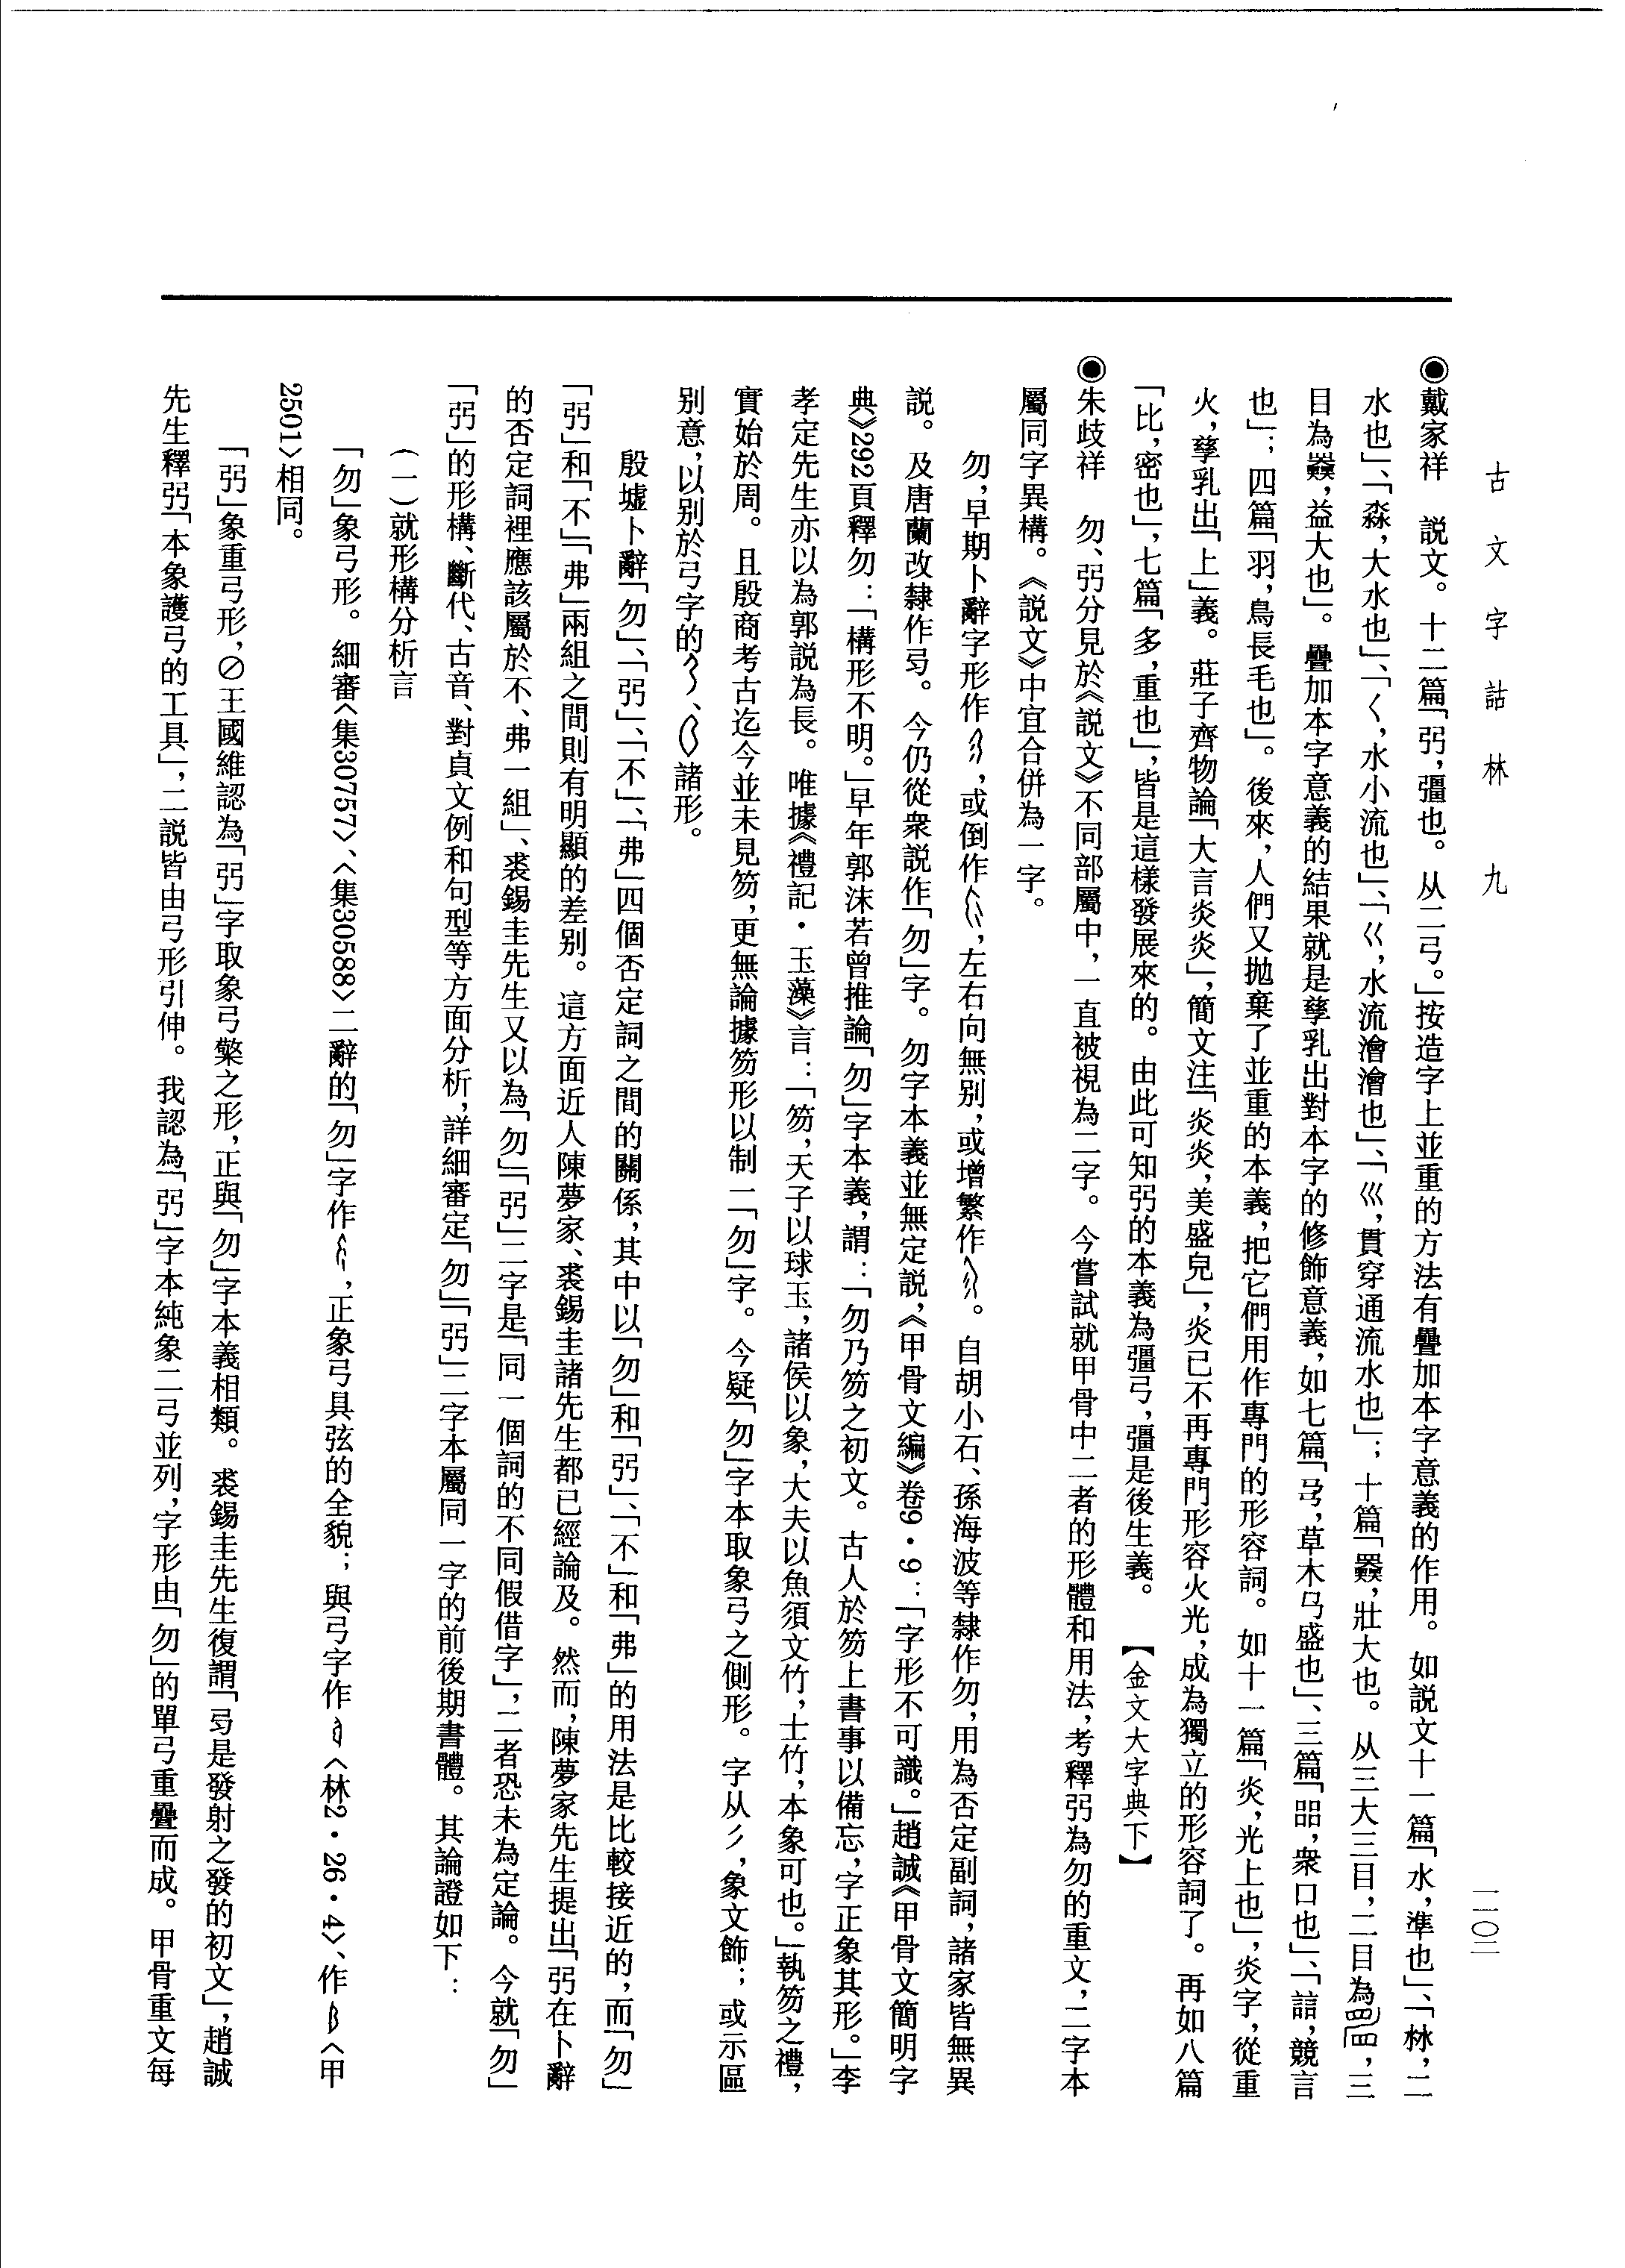 古文字詁林 九
一一〇二
◉戴家祥　説文。十二篇「弜，彊也。从二弓。」按造字上並重的方法有疊加本字意義的作用。如説文十一篇「水，準也」、「沝，二
水也」、「淼，大水也」、「𡿨，水小流也」、「巜，水流澮澮也」、「巛，貫穿通流水也」；十篇「㚅，壯大也。从三大三目，二目為𥆞，三
目為㚅，益大也」。疊加本字意義的結果就是孳乳出對本字的修飾意義，如七篇「㢧，草木㔾盛也」、三篇「㗊，衆口也」、「誩，競言
也」；四篇「羽，鳥長毛也」。後來，人們又抛棄了並重的本義，把它們用作專門的形容詞。如十一篇「炎，光上也」，炎字，從重
火，孳乳出「上」義。莊子齊物論「大言炎炎」，簡文注「炎炎，美盛皃」，炎已不再專門形容火光，成為獨立的形容詞了。再如八篇
「比，密也」，七篇「多，重也」，皆是這樣發展來的。由此可知弜的本義為彊弓，彊是後生義。　【金文大字典下】
◉朱歧祥　勿、弜分見於《説文》不同部屬中，一直被視為二字。今嘗試就甲骨中二者的形體和用法，考釋弜為勿的重文，二字本
屬同字異構。《説文》中宜合併為一字。
勿，早期卜辭字形作，或倒作，左右向無别，或增繁作。自胡小石、孫海波等隸作勿，用為否定副詞，諸家皆無異
説。及唐蘭改隸作𢎨。今仍從衆説作「勿」字。勿字本義並無定説，《甲骨文編》卷9・9：「字形不可識。」趙誠《甲骨文簡明字
典》292頁釋勿：「構形不明。」早年郭沫若曾推論「勿」字本義，謂：「勿乃笏之初文。古人於笏上書事以備忘，字正象其形。」李
孝定先生亦以為郭説為長。唯據《禮記・玉藻》言：「笏，天子以球玉，諸侯以象，大夫以魚須文竹，士竹，本象可也。」執笏之禮，
實始於周。且殷商考古迄今並未見笏，更無論據笏形以制一「勿」字。今疑「勿」字本取象弓之側形。字从彡，象文飾；或示區
别意，以别於弓字的、諸形。
殷墟卜辭「勿」、「弜」、「不」、「弗」四個否定詞之間的關係，其中以「勿」和「弜」、「不」和「弗」的用法是比較接近的，而「勿」
「弜」和「不」「弗」兩組之間則有明顯的差别。這方面近人陳夢家、裘錫圭諸先生都已經論及。然而，陳夢家先生提出「弜在卜辭
的否定詞裡應該屬於不、弗一組」、裘錫圭先生又以為「勿」「弜」二字是「同一個詞的不同假借字」，二者恐未為定論。今就「勿」
「弜」的形構、斷代、古音、對貞文例和句型等方面分析，詳細審定「勿」「弜」二字本屬同一字的前後期書體。其論證如下：
（一）就形構分析言
「勿」象弓形。細審〈集30757〉、〈集30588〉二辭的「勿」字作，正象弓具弦的全貌；與弓字作〈林2・26・4〉、作〈甲
2501〉相同。
「弜」象重弓形，∅王國維認為「弜」字取象弓檠之形，正與「勿」字本義相類。裘錫圭先生復謂「𢎨是發射之發的初文」，趙誠
先生釋弜「本象護弓的工具」，二説皆由弓形引伸。我認為「弜」字本純象二弓並列，字形由「勿」的單弓重疊而成。甲骨重文每